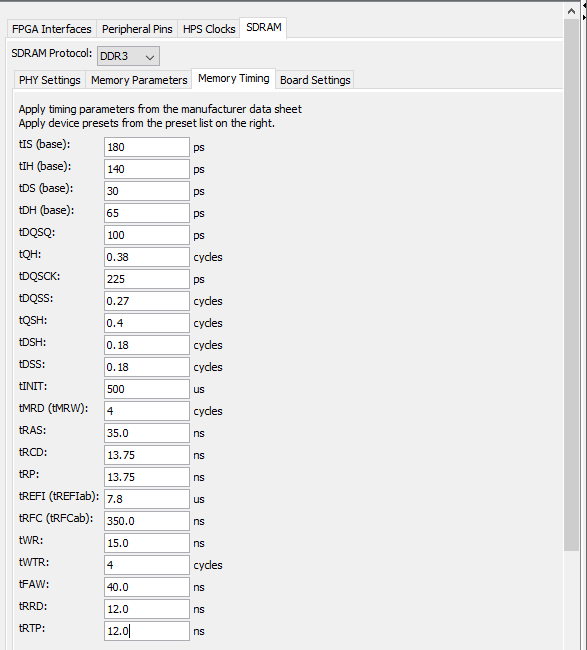 FPGA Interfaces Peripheral Pins HPS Clocks SDRAM
SDRAM Protocol: DDR3
PHY Settings Memory Parameters Memory Timing Board Settings
Apply timing parameters from the manufacturer data sheet
Apply device presets from the preset list on the right.
tIS (base): 180 ps
tIH (base): 140 ps
tDS (base): 30 ps
tDH (base): 65 ps
tDQSQ: 100 ps
tQH: 0.38 cycles
tDQSCK: 225 ps
tDQSS: 0.27 cycles
tQSH: 0.4 cycles
tDSH: 0.18 cycles
tDSS: 0.18 cycles
tINIT: 500 us
tMRD (tMRW): 4 cycles
tRAS: 35.0 ns
tRCD: 13.75 ns
tRP: 13.75 ns
tREFI (tREFIab): 7.8 us
tRFC (tRFCab): 350.0 ns
tWR: 15.0 ns
tWTR: 4 cycles
tFAW: 40.0 ns
tRRD: 12.0 ns
tRTP: 12.0 ns